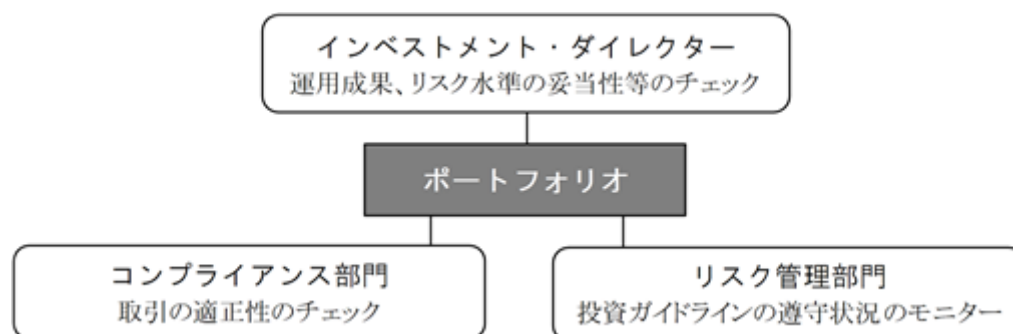 インベストメント・ダイレクター
運用成果、リスク水準の妥当性等のチェック
ポートフォリオ
コンプライアンス部門
取引の適正性のチェック
リスク管理部門
投資ガイドラインの遵守状況のモニター